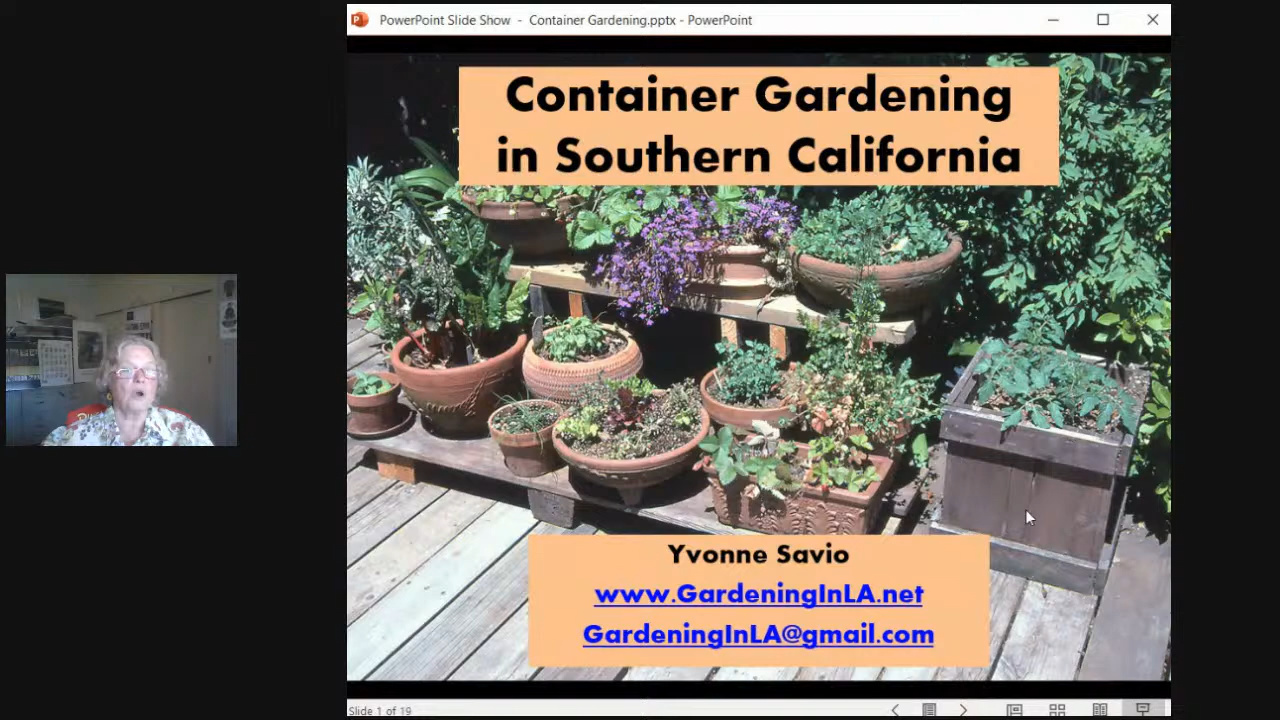 PowerPoint Slide Show - Container Gardening.pptx - PowerPoint
Container Gardening
in Southern California
Yvonne Savio
www.GardeningInLA.net
GardeningInLA@gmail.com
Slide 1 of 19